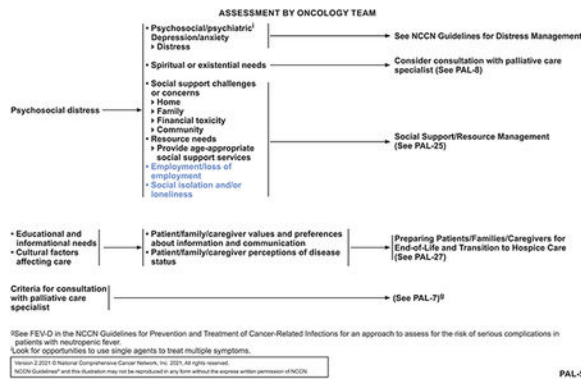 ASSESSMENT BY ONCOLOGY TEAM
Psychosocial distress
• Psychosocial/psychiatricⁱ
Depression/anxiety
▸ Distress
See NCCN Guidelines for Distress Management
• Spiritual or existential needs
Consider consultation with palliative care
specialist (See PAL-8)
• Social support challenges
or concerns
▸ Home
▸ Family
▸ Financial toxicity
▸ Community
• Resource needs
▸ Provide age-appropriate
social support services
• Employment/loss of
employment
• Social isolation and/or
loneliness
Social Support/Resource Management
(See PAL-25)
• Educational and
informational needs
• Cultural factors
affecting care
• Patient/family/caregiver values and preferences
about information and communication
• Patient/family/caregiver perceptions of disease
status
Preparing Patients/Families/Caregivers for
End-of-Life and Transition to Hospice Care
(See PAL-27)
Criteria for consultation
with palliative care
specialist
(See PAL-7)ᵍ
ᵍSee FEV-D in the NCCN Guidelines for Prevention and Treatment of Cancer-Related Infections for an approach to assess for the risk of serious complications in
patients with neutropenic fever.
ⁱLook for opportunities to use single agents to treat multiple symptoms.
Version 2.2021 © National Comprehensive Cancer Network, Inc. 2021, All rights reserved.
NCCN Guidelines® and this illustration may not be reproduced in any form without the express written permission of NCCN.